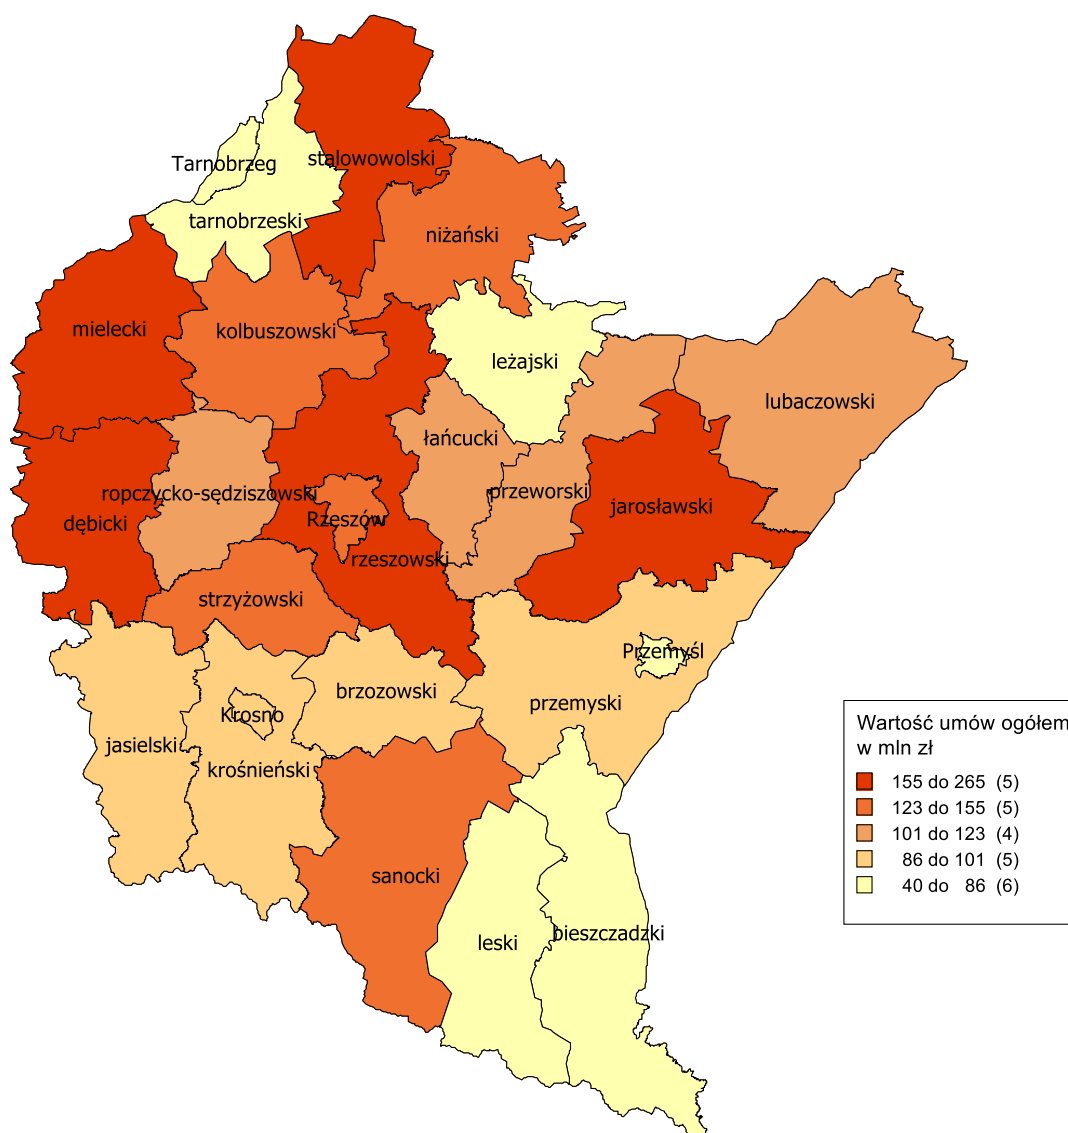 stalowowolski
Tarnobrzeg
tarnobrzeski
niżański
mielecki
kolbuszowski
leżajski
lubaczowski
łańcucki
ropczycko-sędziszowski
przeworski
jarosławski
dębicki
Rzeszów
rzeszowski
strzyżowski
Przemyśl
brzozowski
przemyski
Krosno
jasielski
krośnieński
sanocki
leski
bieszczadzki
Wartość umów ogółem
w mln zł
155 do 265 (5)
123 do 155 (5)
101 do 123 (4)
86 do 101 (5)
40 do 86 (6)